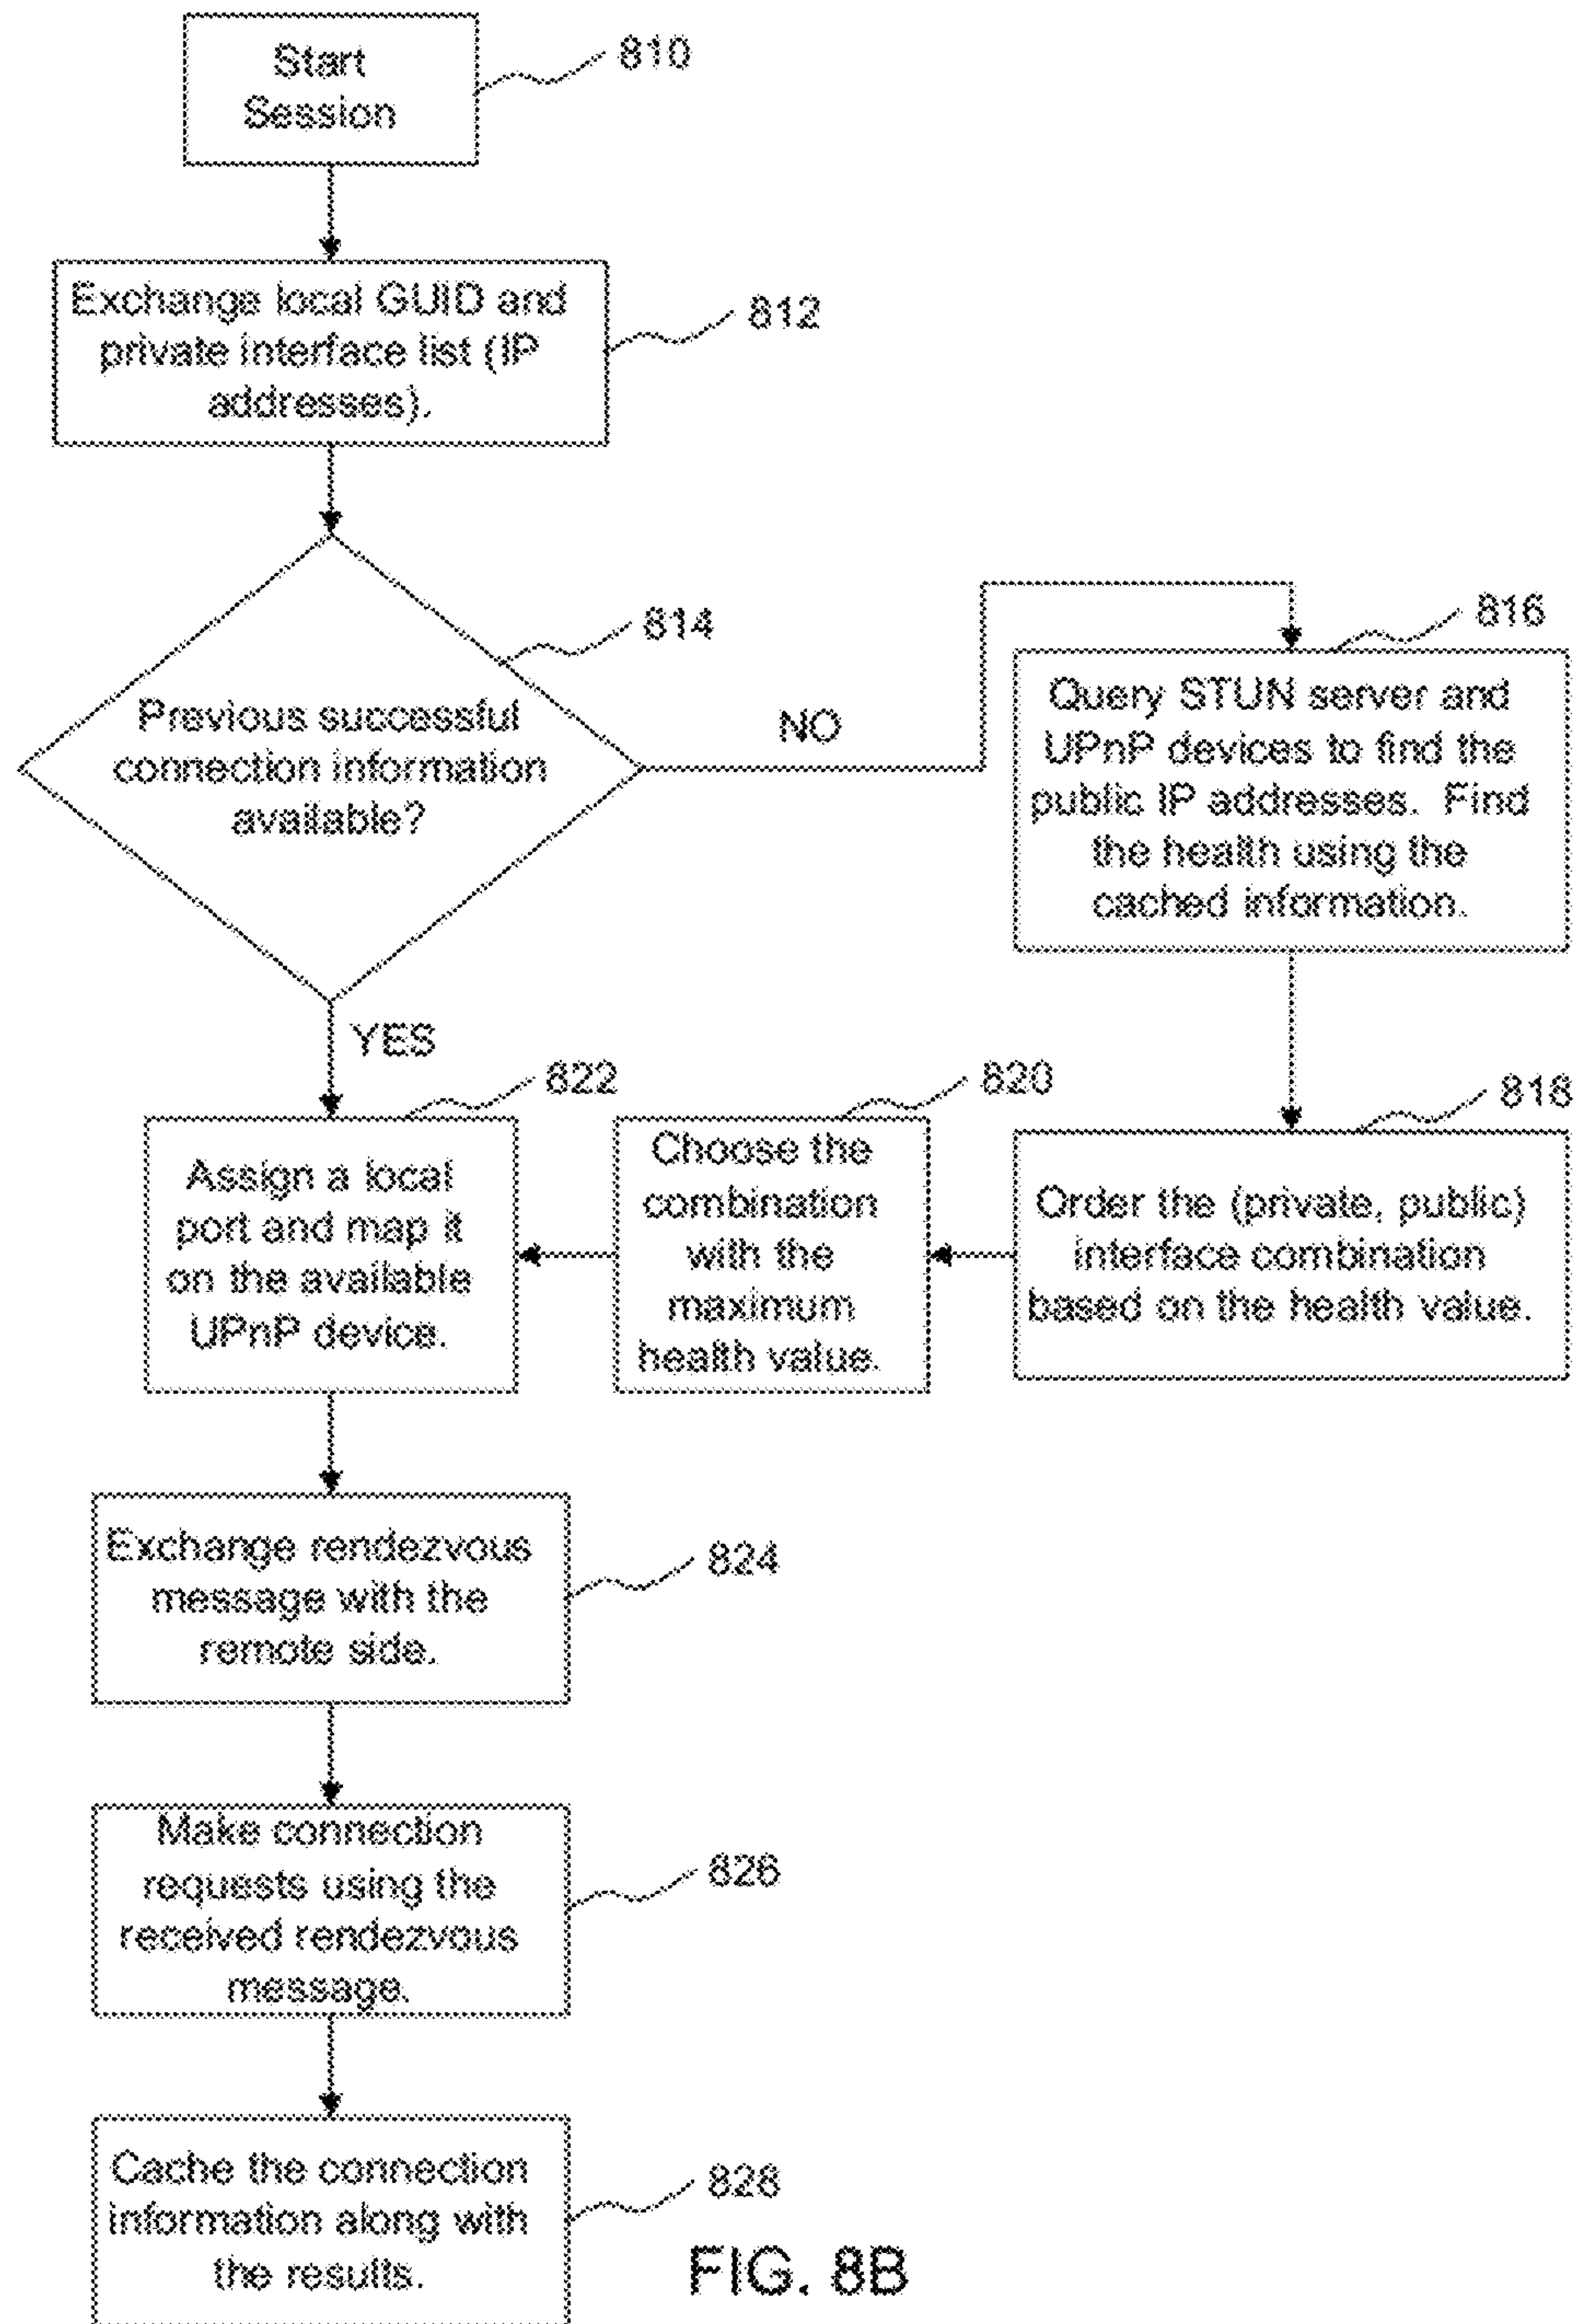 Start
Session
810
Exchange local GUID and
private interface list (IP
addresses).
812
Previous successful
connection information
available?
814
NO
YES
816
Query STUN server and
UPnP devices to find the
public IP addresses. Find
the health using the
cached information.
818
Order the (private, public)
interface combination
based on the health value.
820
Choose the
combination
with the
maximum
health value.
822
Assign a local
port and map it
on the available
UPnP device.
Exchange rendezvous
message with the
remote side.
824
Make connection
requests using the
received rendezvous
message.
826
Cache the connection
information along with
the results.
828
FIG. 8B